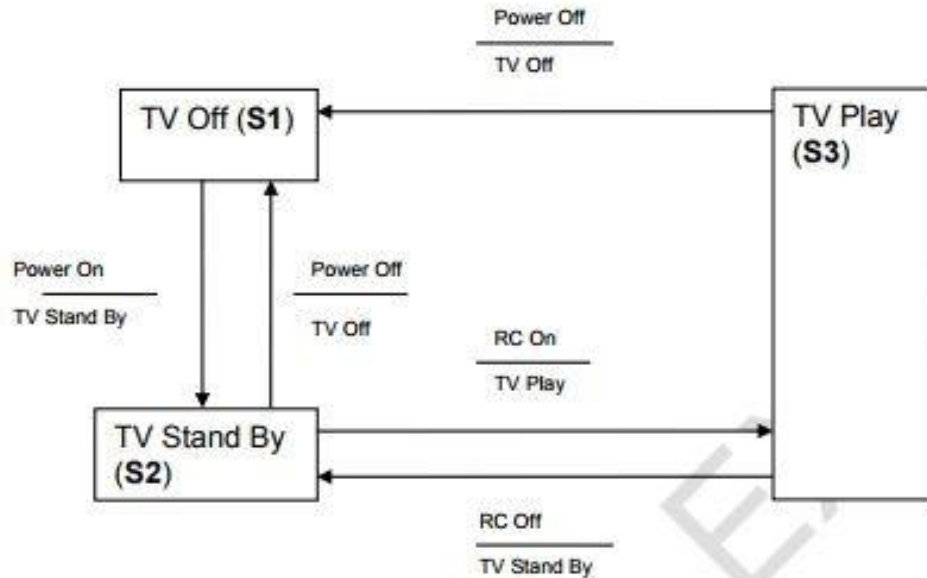 Power Off
TV Off
TV Off (S1)
TV Play
(S3)
Power On
TV Stand By
Power Off
TV Off
RC On
TV Play
TV Stand By
(S2)
RC Off
TV Stand By